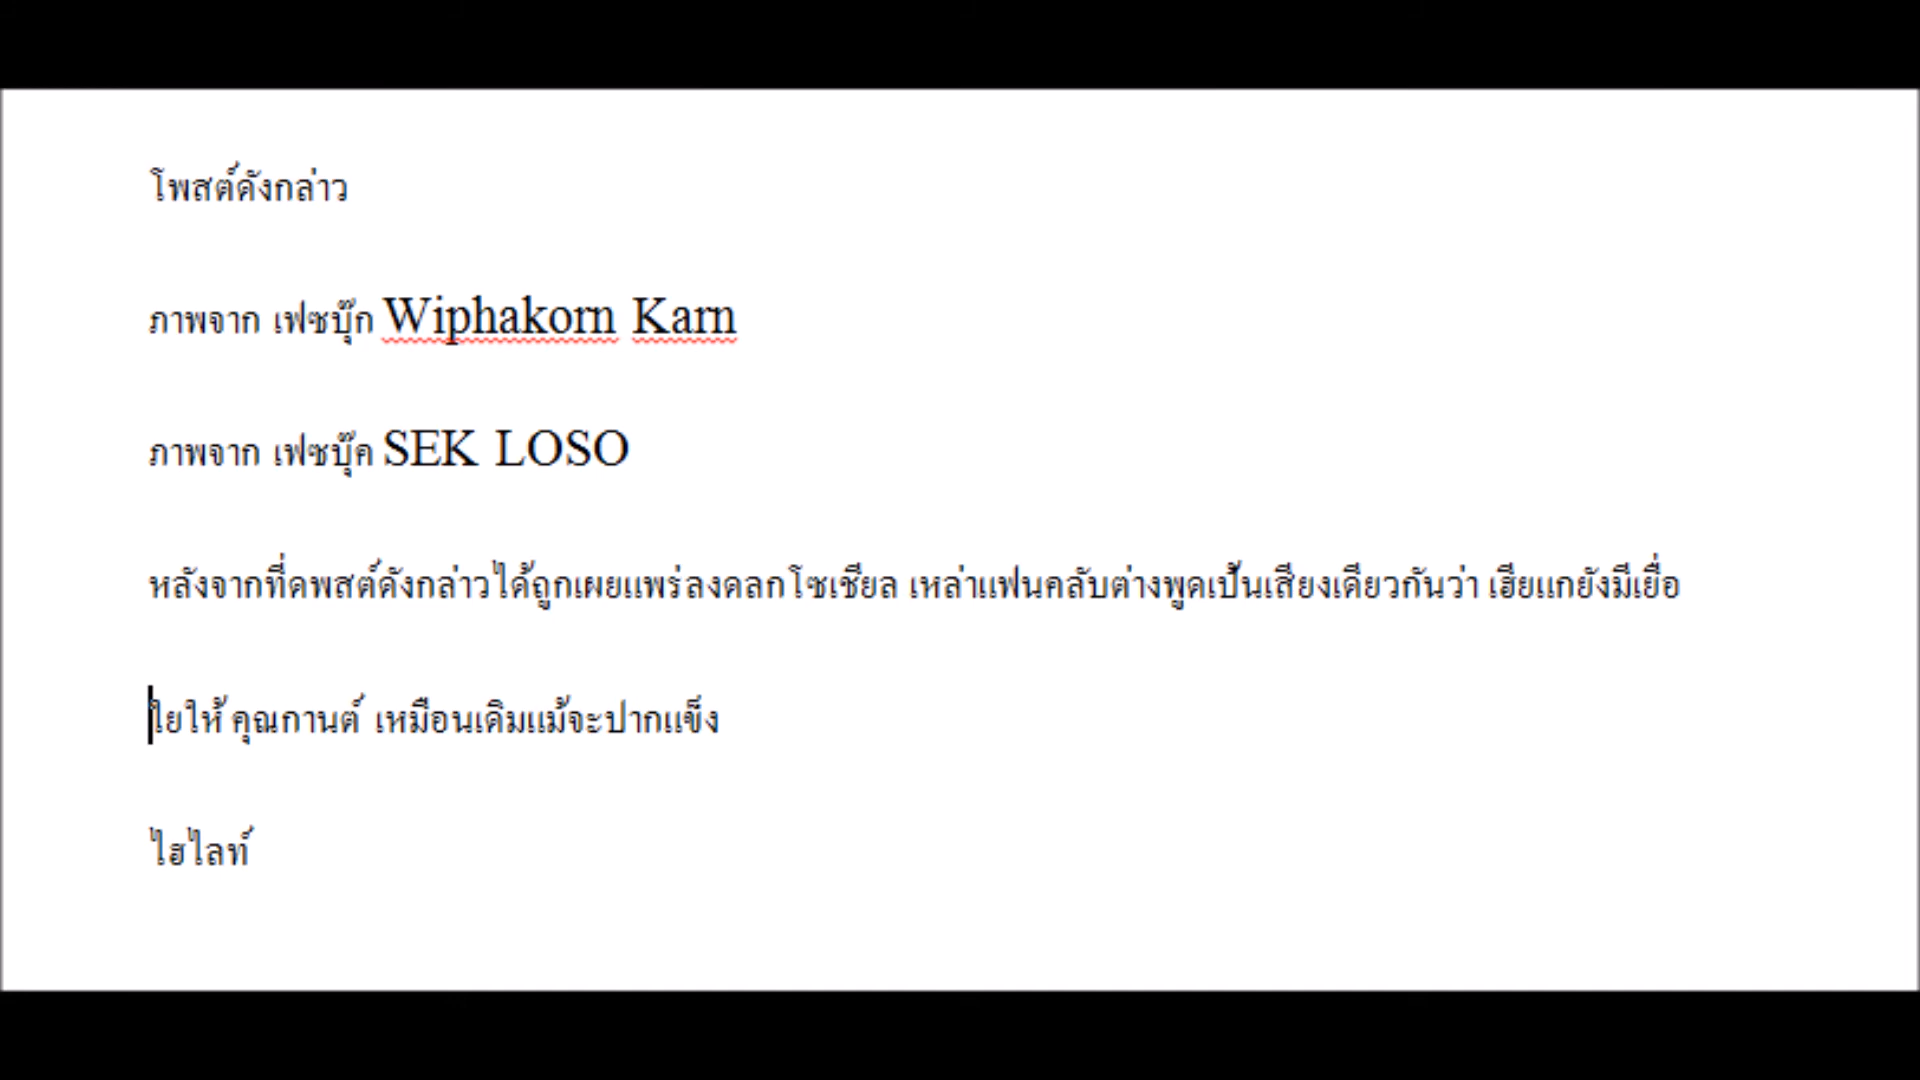 โพสต์ดังกล่าว
ภาพจาก เฟซบุ๊ก Wiphakorn Karn
ภาพจาก เฟซบุ๊ค SEK LOSO
หลังจากที่ดพสต์ดังกล่าวได้ถูกเผยแพร่ลงดลกโซเชียล เหล่าแฟนคลับต่างพูดเป็นเสียงเดียวกันว่า เฮียแกยังมีเยื่อ
ใยให้ คุณกานต์ เหมือนเดิมแม้จะปากแข็ง
ไฮไลท์